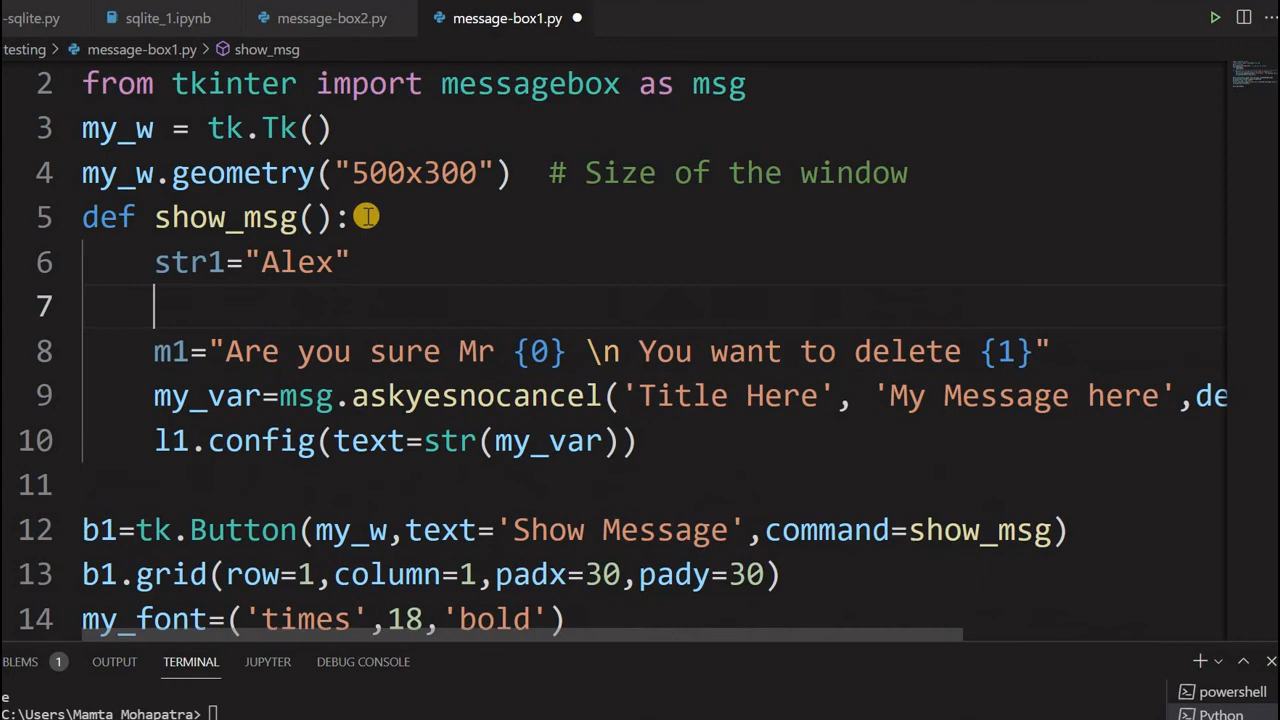 -sqlite.py sqlite_1.ipynb message-box2.py message-box1.py
testing > message-box1.py > show_msg
2 from tkinter import messagebox as msg
3 my_w = tk.Tk()
4 my_w.geometry("500x300")  # Size of the window
5 def show_msg():
6 str1="Alex"
7
8 m1="Are you sure Mr {0} \n You want to delete {1}"
9 my_var=msg.askyesnocancel('Title Here', 'My Message here',de
10 l1.config(text=str(my_var))
11
12 b1=tk.Button(my_w,text='Show Message',command=show_msg)
13 b1.grid(row=1,column=1,padx=30,pady=30)
14 my_font=('times',18,'bold')
BLEMS 1 OUTPUT TERMINAL JUPYTER DEBUG CONSOLE
e
powershell
C:\Users\Mamta Mohapatra>
Python